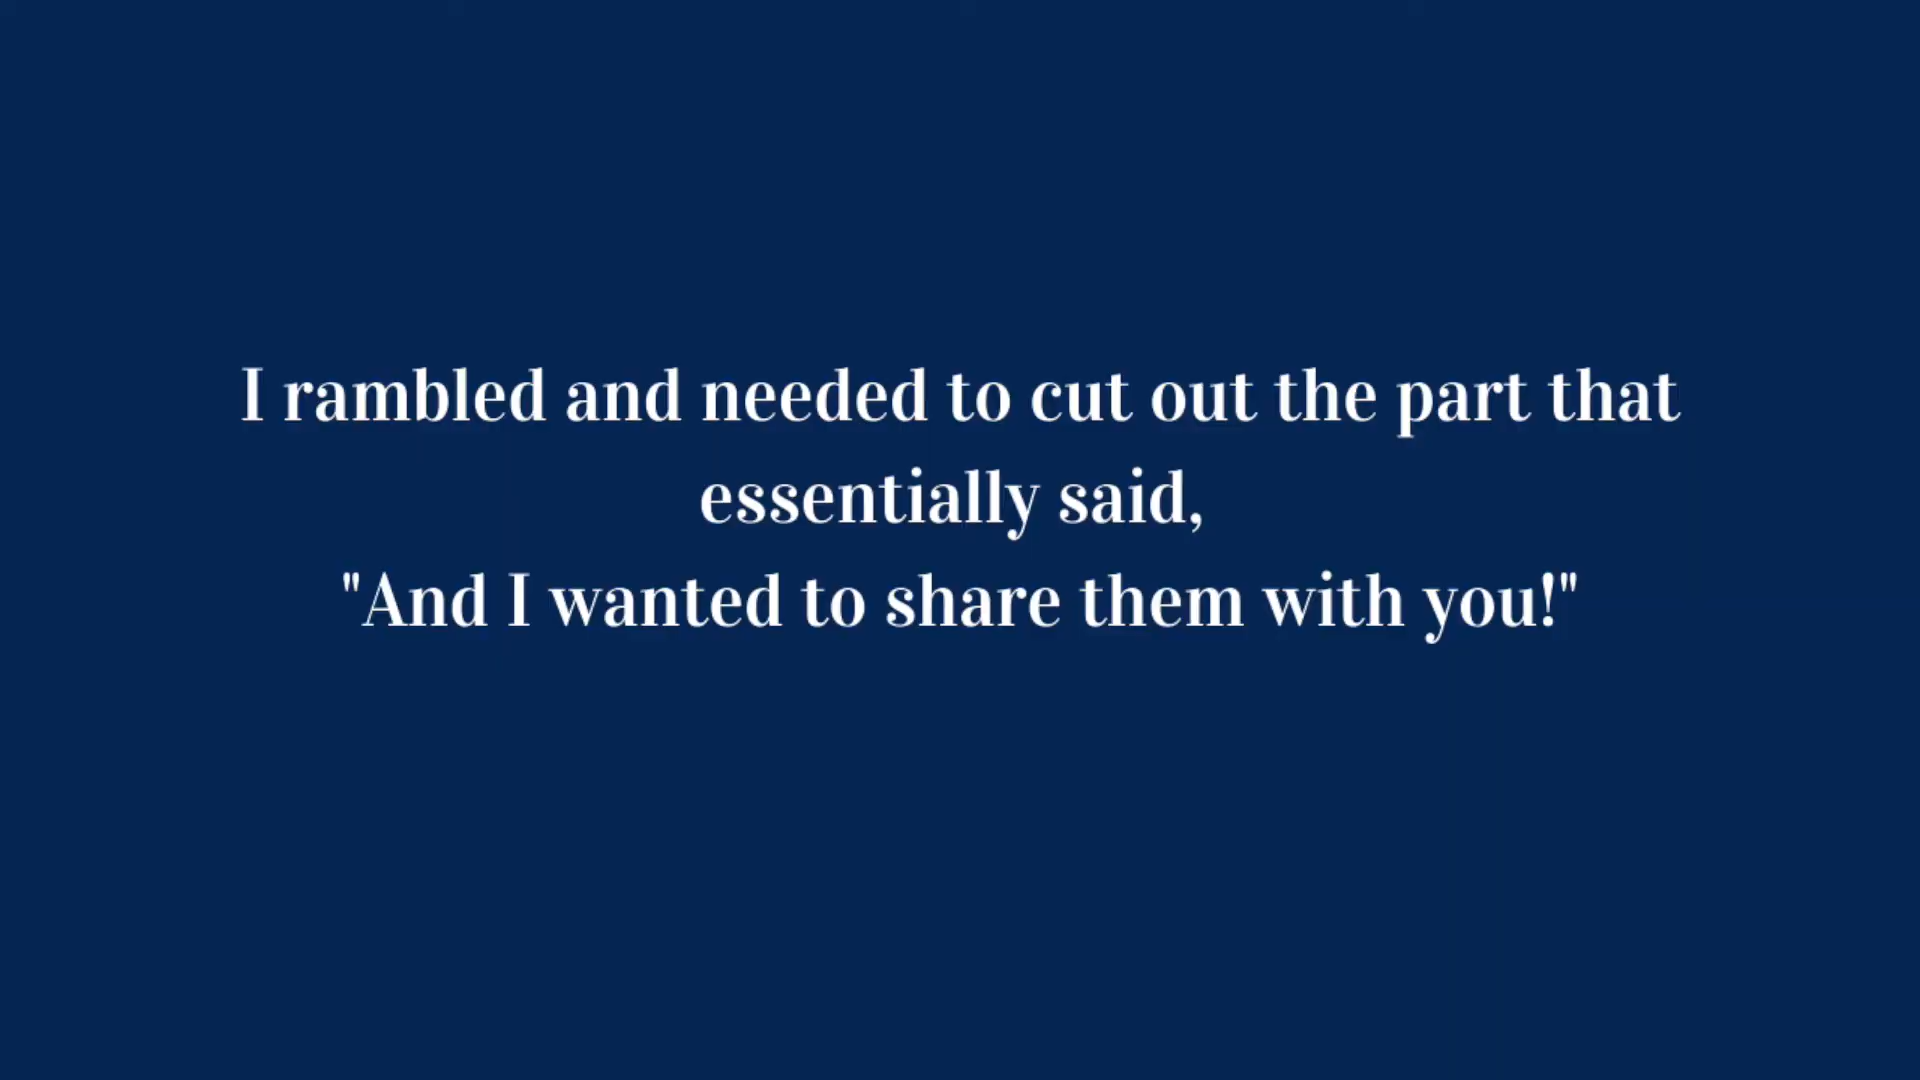 I rambled and needed to cut out the part that
essentially said,
"And I wanted to share them with you!"